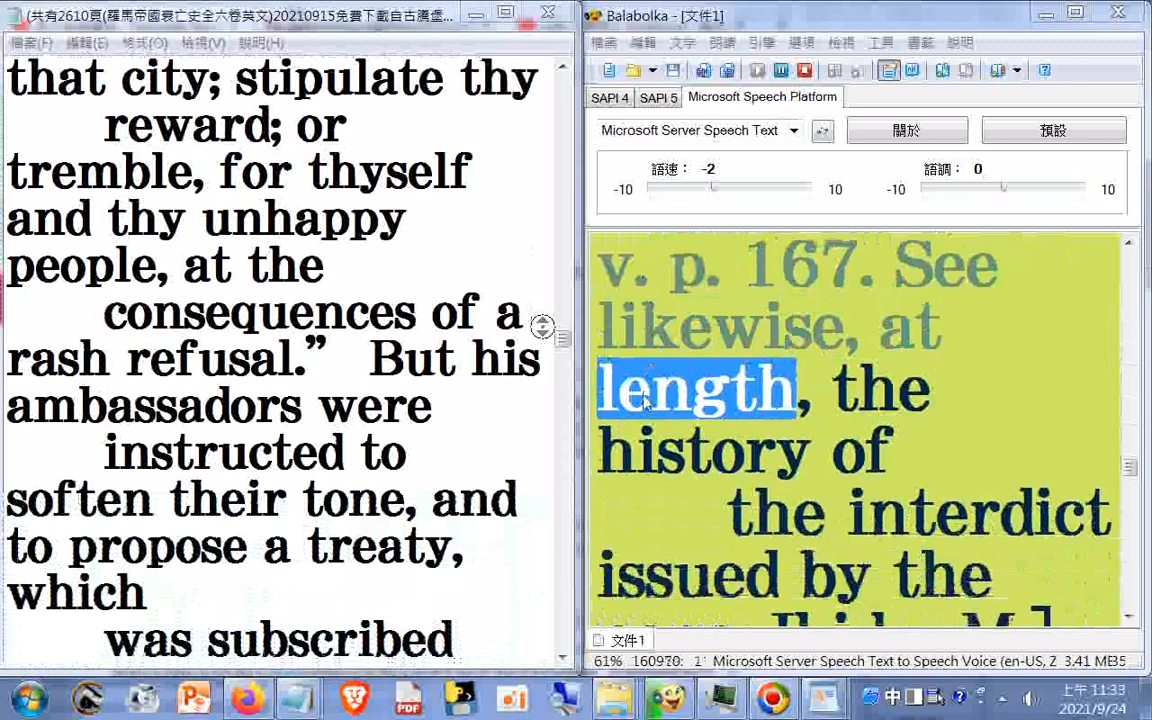 (共有2610頁(羅馬帝國衰亡史全六卷英文)20210915免費下載自古騰堡...
檔案(F) 編輯(E) 格式(O) 檢視(V) 說明(H)
that city; stipulate thy
reward; or
tremble, for thyself
and thy unhappy
people, at the
consequences of a
rash refusal.” But his
ambassadors were
instructed to
soften their tone, and
to propose a treaty,
which
was subscribed
Balabolka - [文件1]
檔案 編輯 文字 朗讀 引擎 選項 檢視 工具 書籤 說明
SAPI 4 SAPI 5 Microsoft Speech Platform
Microsoft Server Speech Text 關於 預設
語速： -2 語調： 0
-10 10 -10 10
v. p. 167. See
likewise, at
length, the
history of
the interdict
issued by the
文件1
61% 160970: Microsoft Server Speech Text to Speech Voice (en-US, Z 3.41 MB
中
上午 11:33
2021/9/24